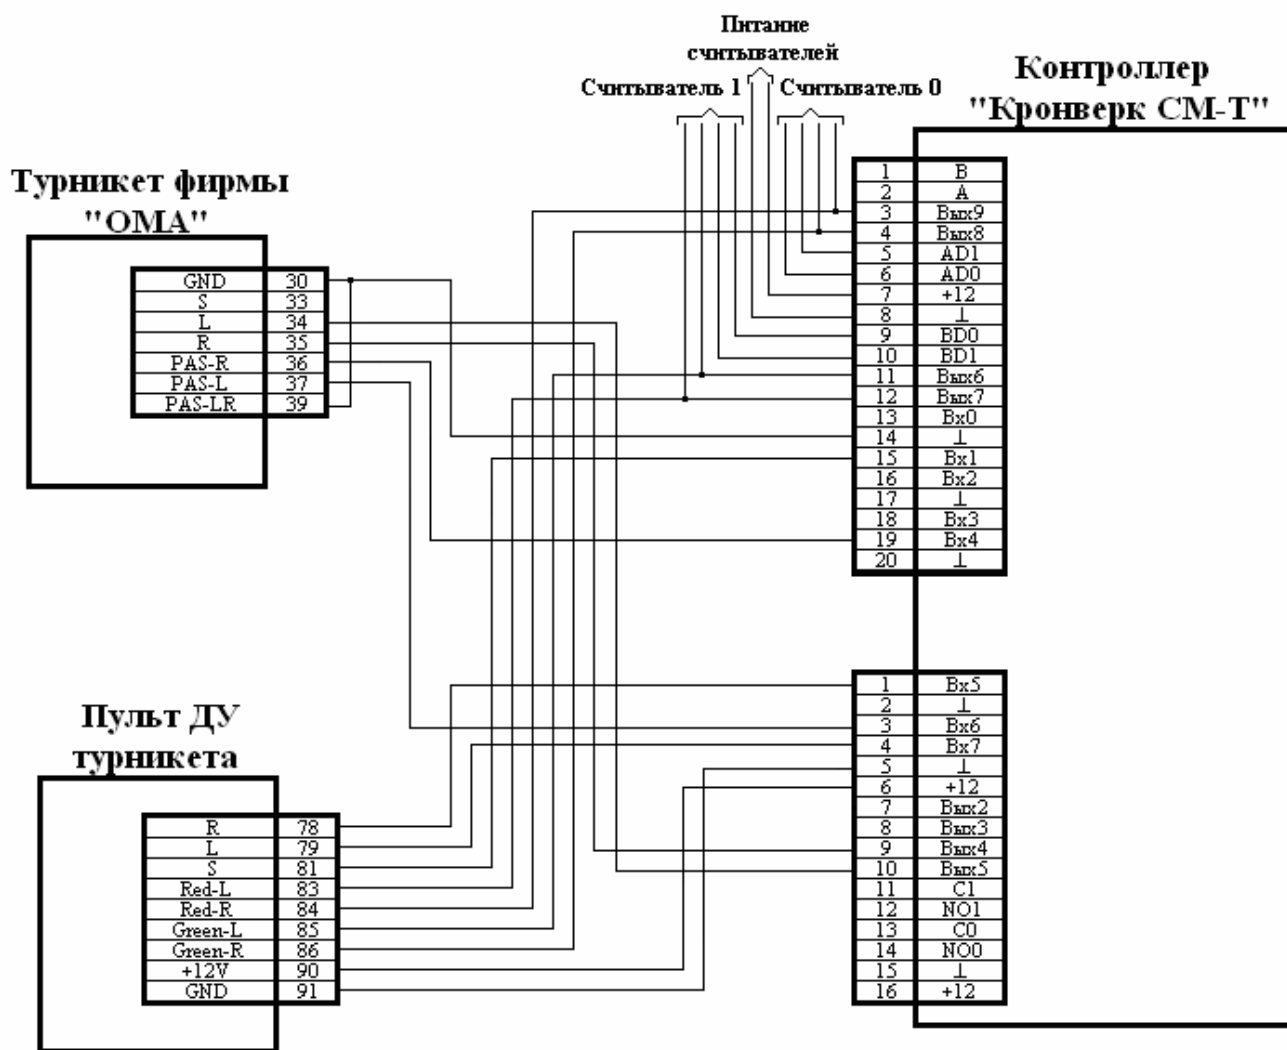 Питание
считывателей
Считыватель 1
Считыватель 0
Контроллер
"Кронверк СМ-Т"
Турникет фирмы
"ОМА"
GND 30
S 33
L 34
R 35
PAS-R 36
PAS-L 37
PAS-LR 39
1 B
2 A
3 Вых9
4 Вых8
5 AD1
6 AD0
7 +12
8 ⊥
9 BD0
10 BD1
11 Вых6
12 Вых7
13 Вх0
14 ⊥
15 Вх1
16 Вх2
17 ⊥
18 Вх3
19 Вх4
20 ⊥
Пульт ДУ
турникета
R 78
L 79
S 81
Red-L 83
Red-R 84
Green-L 85
Green-R 86
+12V 90
GND 91
1 Вх5
2 ⊥
3 Вх6
4 Вх7
5 ⊥
6 +12
7 Вых2
8 Вых3
9 Вых4
10 Вых5
11 C1
12 NO1
13 C0
14 NO0
15 ⊥
16 +12